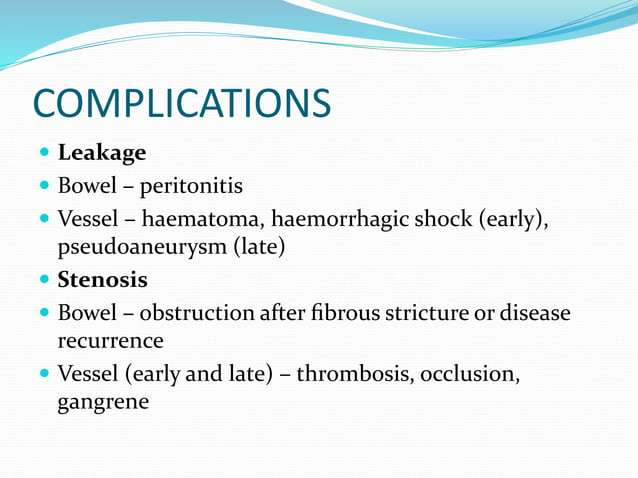 COMPLICATIONS
• Leakage
• Bowel – peritonitis
• Vessel – haematoma, haemorrhagic shock (early),
pseudoaneurysm (late)
• Stenosis
• Bowel – obstruction after fibrous stricture or disease
recurrence
• Vessel (early and late) – thrombosis, occlusion,
gangrene